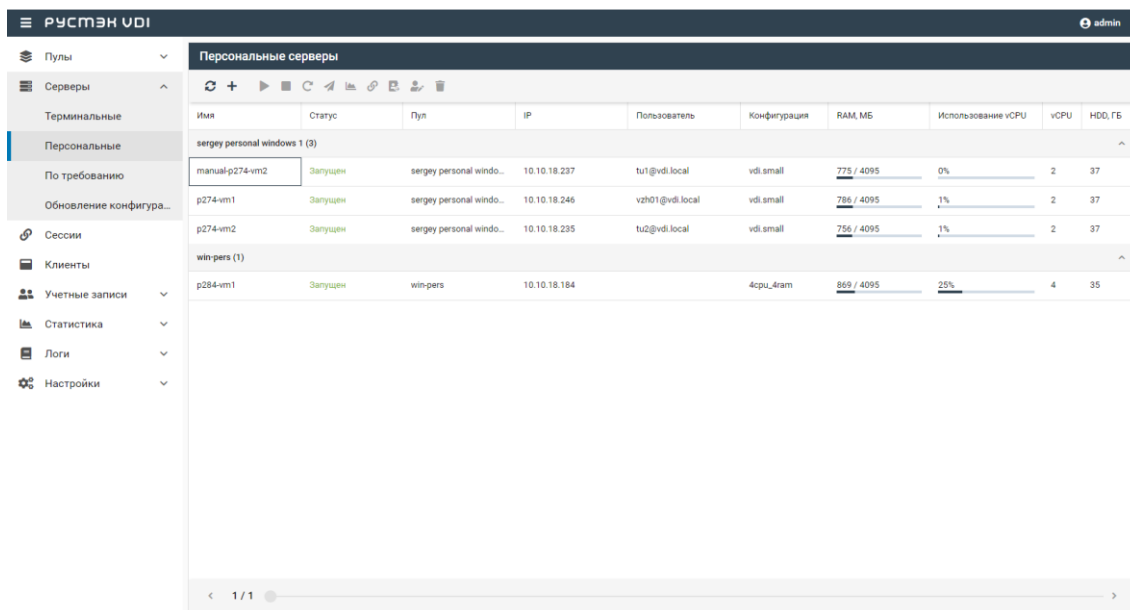 РУСТЭК VDI
admin
Пулы
Серверы
Терминальные
Персональные
По требованию
Обновление конфигура...
Сессии
Клиенты
Учетные записи
Статистика
Логи
Настройки
Персональные серверы
Имя Статус Пул IP Пользователь Конфигурация RAM, МБ Использование vCPU vCPU HDD, ГБ
sergey personal windows 1 (3)
manual-p274-vm2 Запущен sergey personal windo... 10.10.18.237 tu1@vdi.local vdi.small 775 / 4095 0% 2 37
p274-vm1 Запущен sergey personal windo... 10.10.18.246 vzh01@vdi.local vdi.small 786 / 4095 1% 2 37
p274-vm2 Запущен sergey personal windo... 10.10.18.235 tu2@vdi.local vdi.small 756 / 4095 1% 2 37
win-pers (1)
p284-vm1 Запущен win-pers 10.10.18.184 4cpu_4ram 869 / 4095 25% 4 35
1 / 1